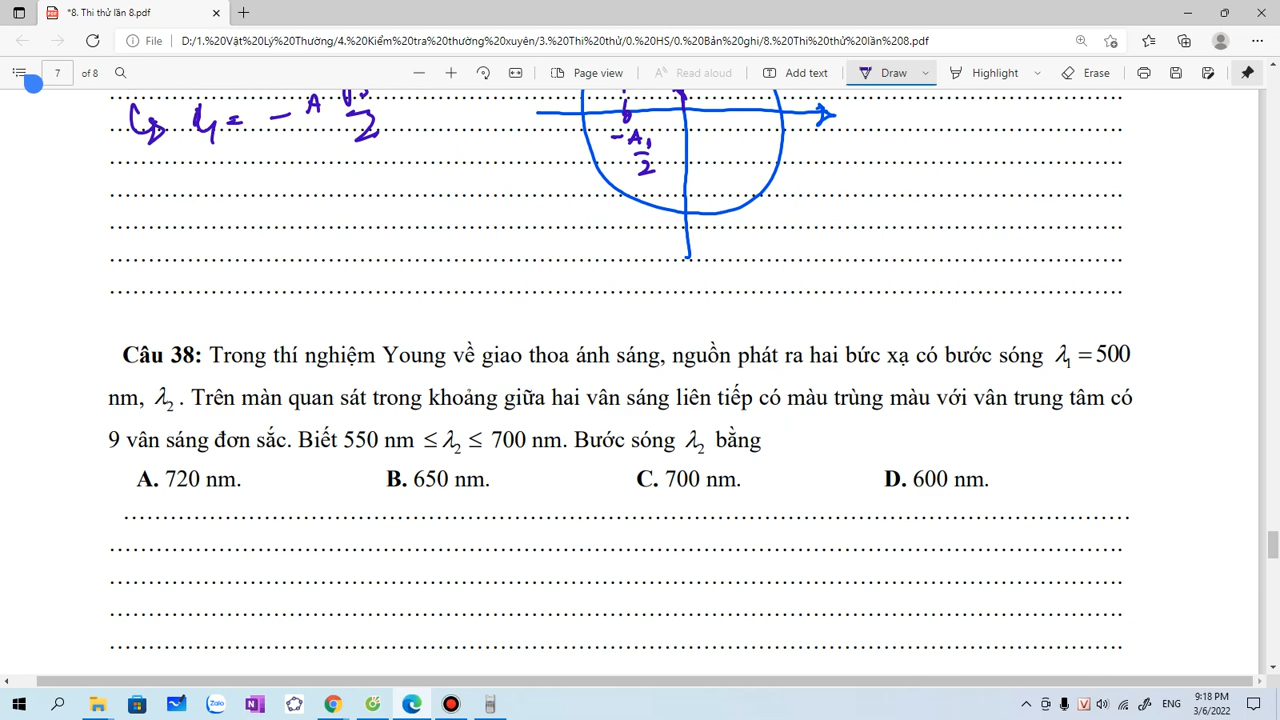 *8. Thi thử lần 8.pdf
File D:/1.%20Vật%20Lý%20Thường/4.%20Kiểm%20tra%20thường%20xuyên/3.%20Thi%20thử/0.%20HS/0.%20Bản%20ghi/8.%20Thi%20thử%20lần%208.pdf
7 of 8 Page view Read aloud Add text Draw Highlight Erase
2
- A₁
2
Câu 38: Trong thí nghiệm Young về giao thoa ánh sáng, nguồn phát ra hai bức xạ có bước sóng λ₁ = 500
nm, λ₂ . Trên màn quan sát trong khoảng giữa hai vân sáng liên tiếp có màu trùng màu với vân trung tâm có
9 vân sáng đơn sắc. Biết 550 nm ≤ λ₂ ≤ 700 nm. Bước sóng λ₂ bằng
A. 720 nm. B. 650 nm. C. 700 nm. D. 600 nm.
Zalo N V ENG 9:18 PM
3/6/2022